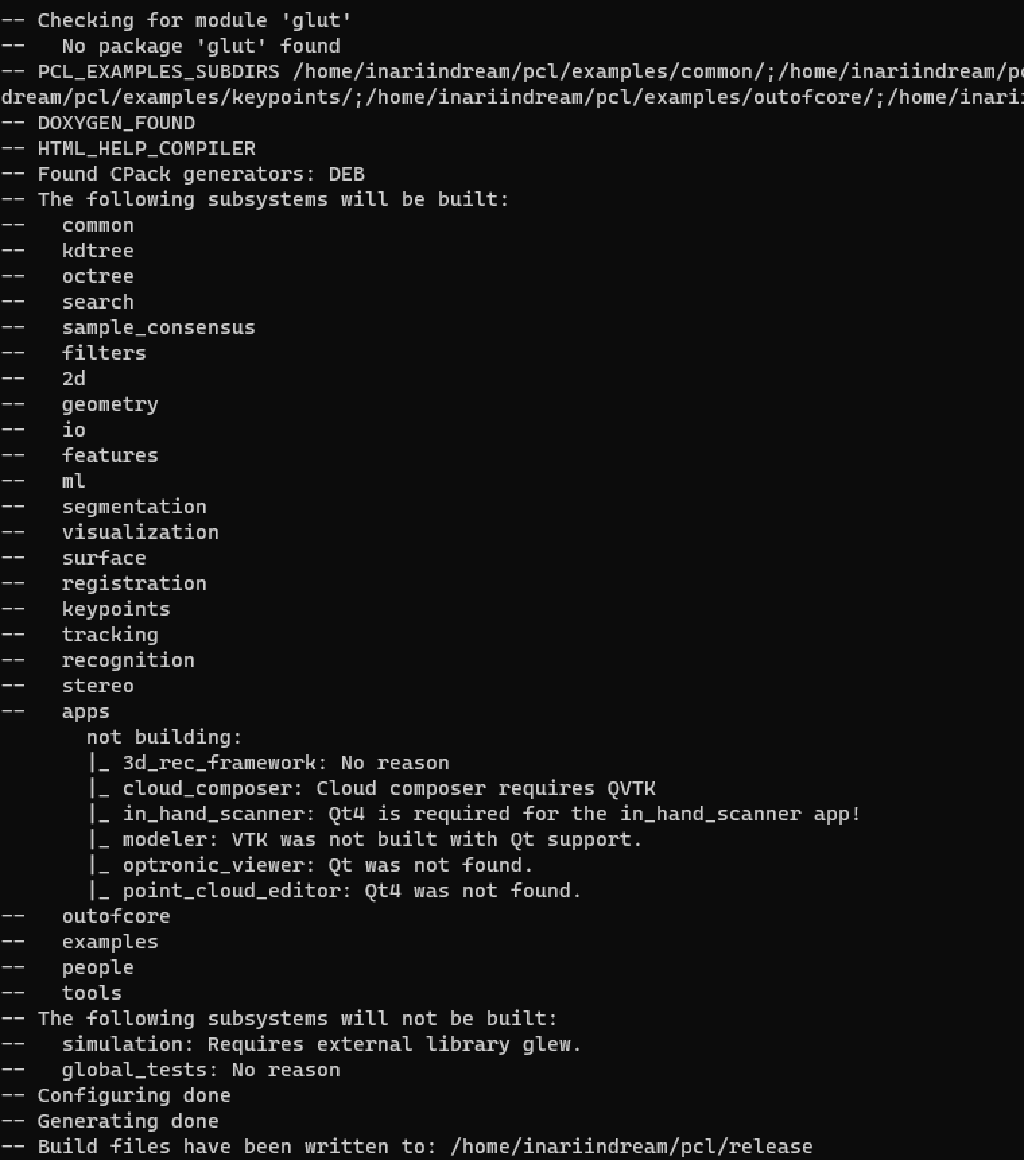 -- Checking for module 'glut'
--   No package 'glut' found
-- PCL_EXAMPLES_SUBDIRS /home/inariindream/pcl/examples/common/;/home/inariindream/p
dream/pcl/examples/keypoints/;/home/inariindream/pcl/examples/outofcore/;/home/inarii
-- DOXYGEN_FOUND
-- HTML_HELP_COMPILER
-- Found CPack generators: DEB
-- The following subsystems will be built:
--   common
--   kdtree
--   octree
--   search
--   sample_consensus
--   filters
--   2d
--   geometry
--   io
--   features
--   ml
--   segmentation
--   visualization
--   surface
--   registration
--   keypoints
--   tracking
--   recognition
--   stereo
--   apps
       not building:
       |_ 3d_rec_framework: No reason
       |_ cloud_composer: Cloud composer requires QVTK
       |_ in_hand_scanner: Qt4 is required for the in_hand_scanner app!
       |_ modeler: VTK was not built with Qt support.
       |_ optronic_viewer: Qt was not found.
       |_ point_cloud_editor: Qt4 was not found.
--   outofcore
--   examples
--   people
--   tools
-- The following subsystems will not be built:
--   simulation: Requires external library glew.
--   global_tests: No reason
-- Configuring done
-- Generating done
-- Build files have been written to: /home/inariindream/pcl/release